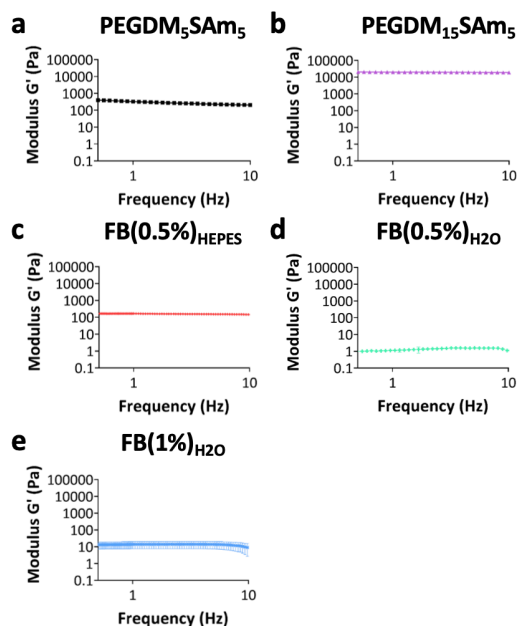 a PEGDM5SAm5
Modulus G' (Pa)
100000
10000
1000
100
10
1
0.1
1 10
Frequency (Hz)
b PEGDM15SAm5
Modulus G' (Pa)
100000
10000
1000
100
10
1
0.1
1 10
Frequency (Hz)
c FB(0.5%)HEPES
Modulus G' (Pa)
100000
10000
1000
100
10
1
0.1
1 10
Frequency (Hz)
d FB(0.5%)H2O
Modulus G' (Pa)
100000
10000
1000
100
10
1
0.1
1 10
Frequency (Hz)
e FB(1%)H2O
Modulus G' (Pa)
100000
10000
1000
100
10
1
0.1
1 10
Frequency (Hz)